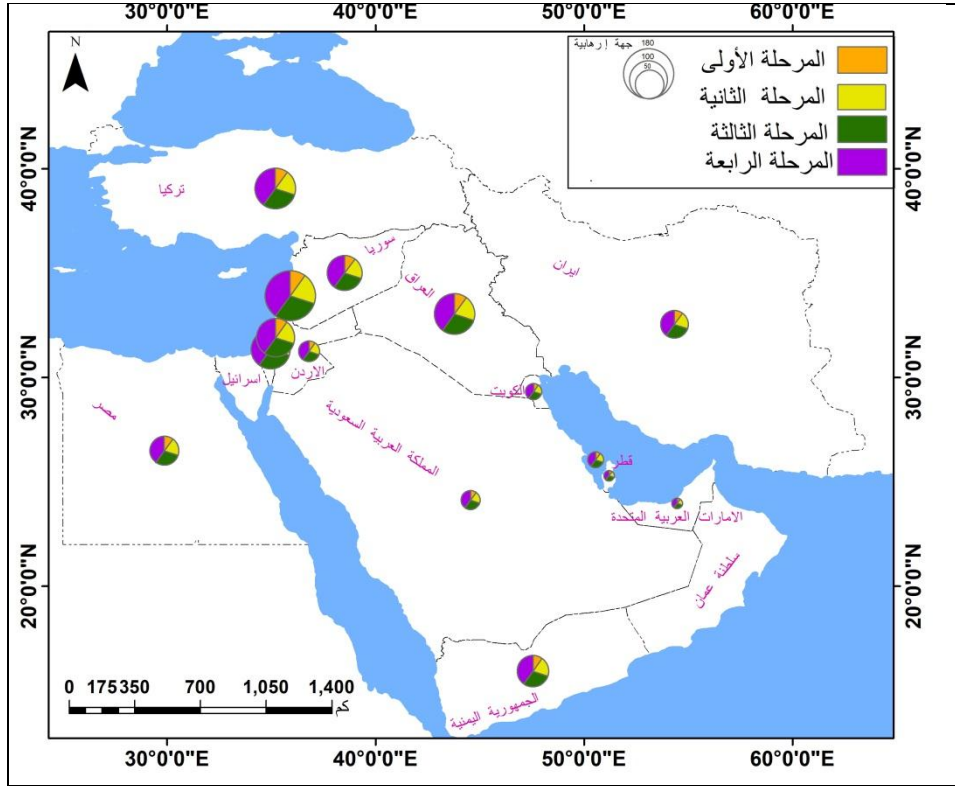 30°0'0"E 40°0'0"E 50°0'0"E 60°0'0"E
N
جهة إرهابية
180
100
50
المرحلة الأولى
المرحلة الثانية
المرحلة الثالثة
المرحلة الرابعة
40°0'0"N 40°0'0"N
تركيا
سوريا
العراق
ايران
30°0'0"N 30°0'0"N
اسرائيل
الاردن
الكويت
مصر
المملكة العربية السعودية
قطر
الامارات العربية المتحدة
سلطنة عمان
20°0'0"N 20°0'0"N
الجمهورية اليمنية
0 175 350 700 1,050 1,400
كم
30°0'0"E 40°0'0"E 50°0'0"E 60°0'0"E